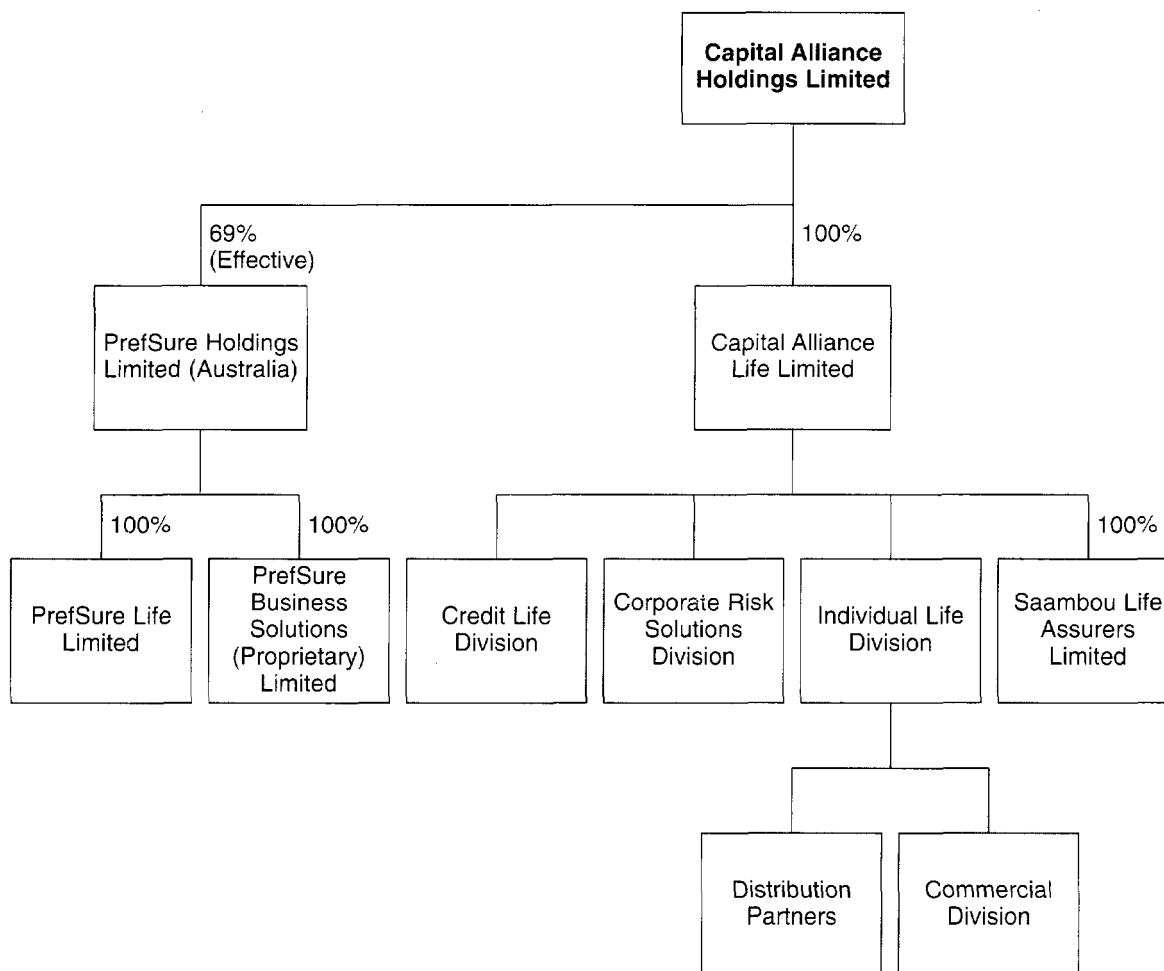 Capital Alliance
Holdings Limited
69%
(Effective)
100%
PrefSure Holdings
Limited (Australia)
Capital Alliance
Life Limited
100%
100%
100%
PrefSure Life
Limited
PrefSure
Business
Solutions
(Proprietary)
Limited
Credit Life
Division
Corporate Risk
Solutions
Division
Individual Life
Division
Saambou Life
Assurers
Limited
Distribution
Partners
Commercial
Division